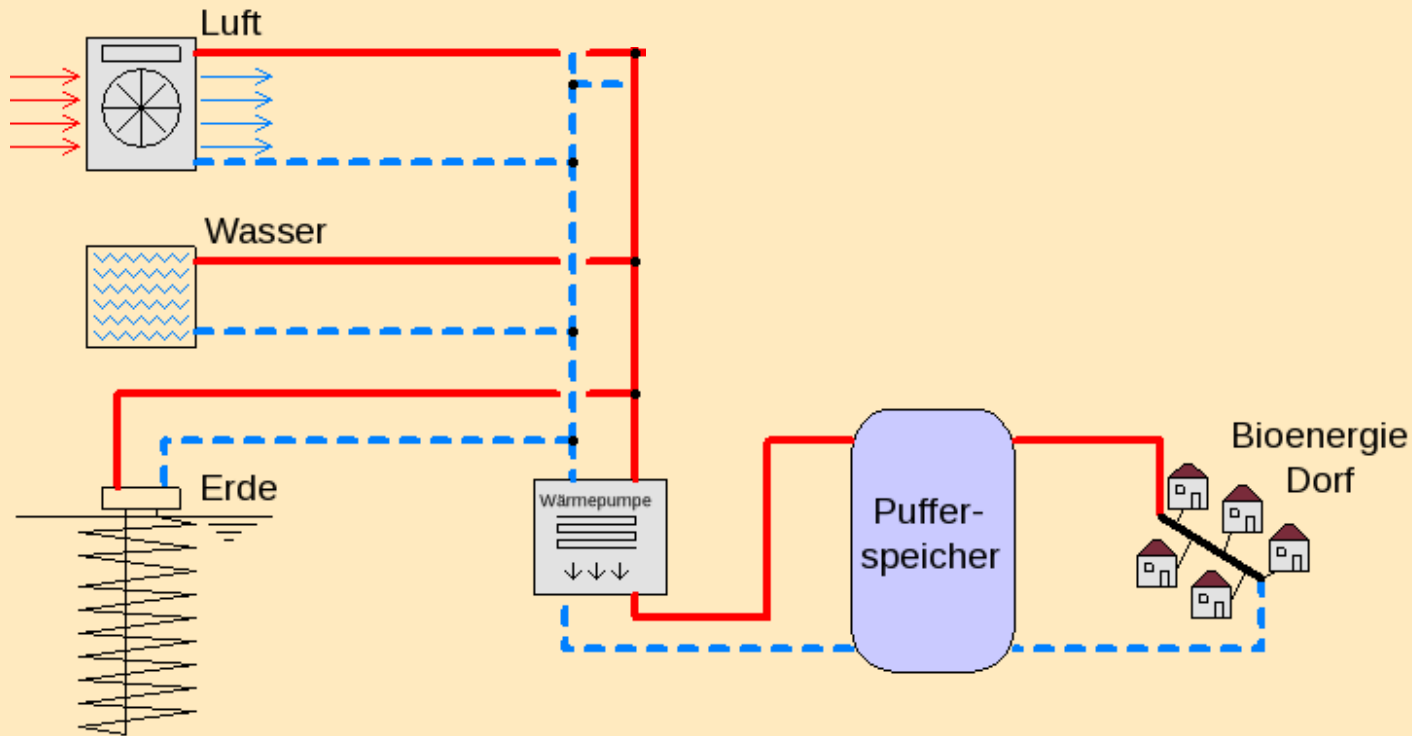 Luft
Wasser
Erde
Wärmepumpe
Puffer-
speicher
Bioenergie
Dorf